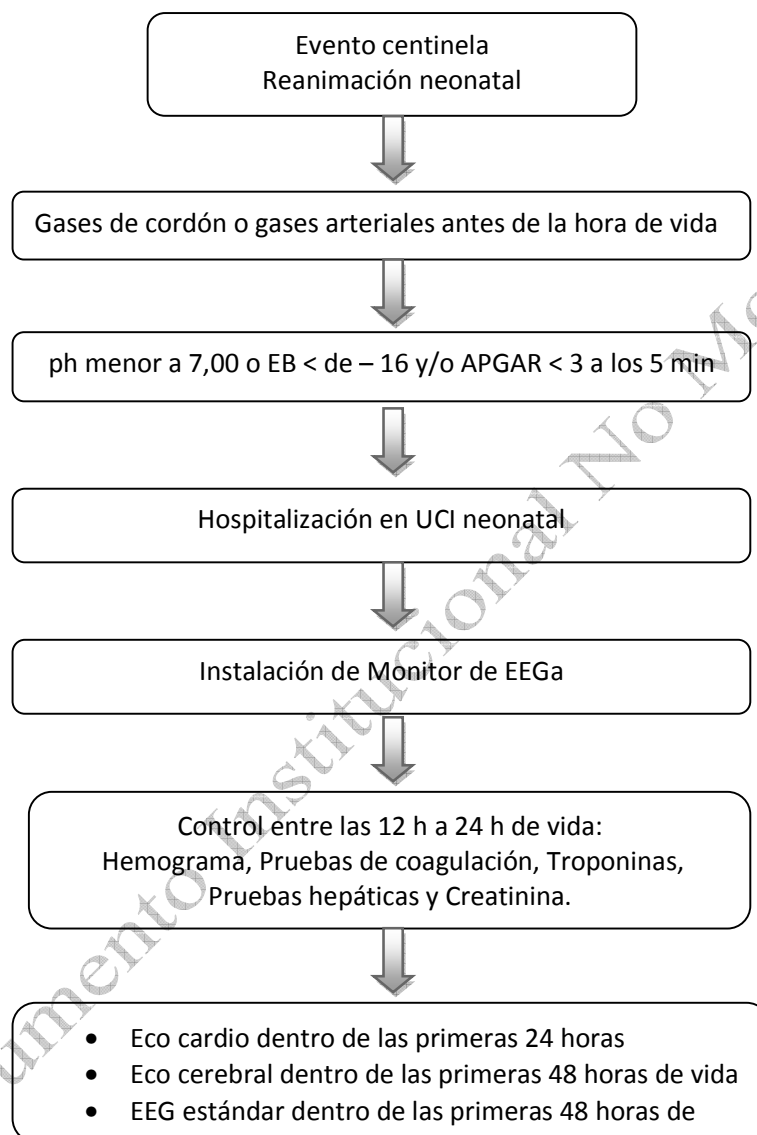 Evento centinela
Reanimación neonatal
Gases de cordón o gases arteriales antes de la hora de vida
ph menor a 7,00 o EB < de – 16 y/o APGAR < 3 a los 5 min
Hospitalización en UCI neonatal
Instalación de Monitor de EEGa
Control entre las 12 h a 24 h de vida:
Hemograma, Pruebas de coagulación, Troponinas,
Pruebas hepáticas y Creatinina.
• Eco cardio dentro de las primeras 24 horas
• Eco cerebral dentro de las primeras 48 horas de vida
• EEG estándar dentro de las primeras 48 horas de
Institucional No